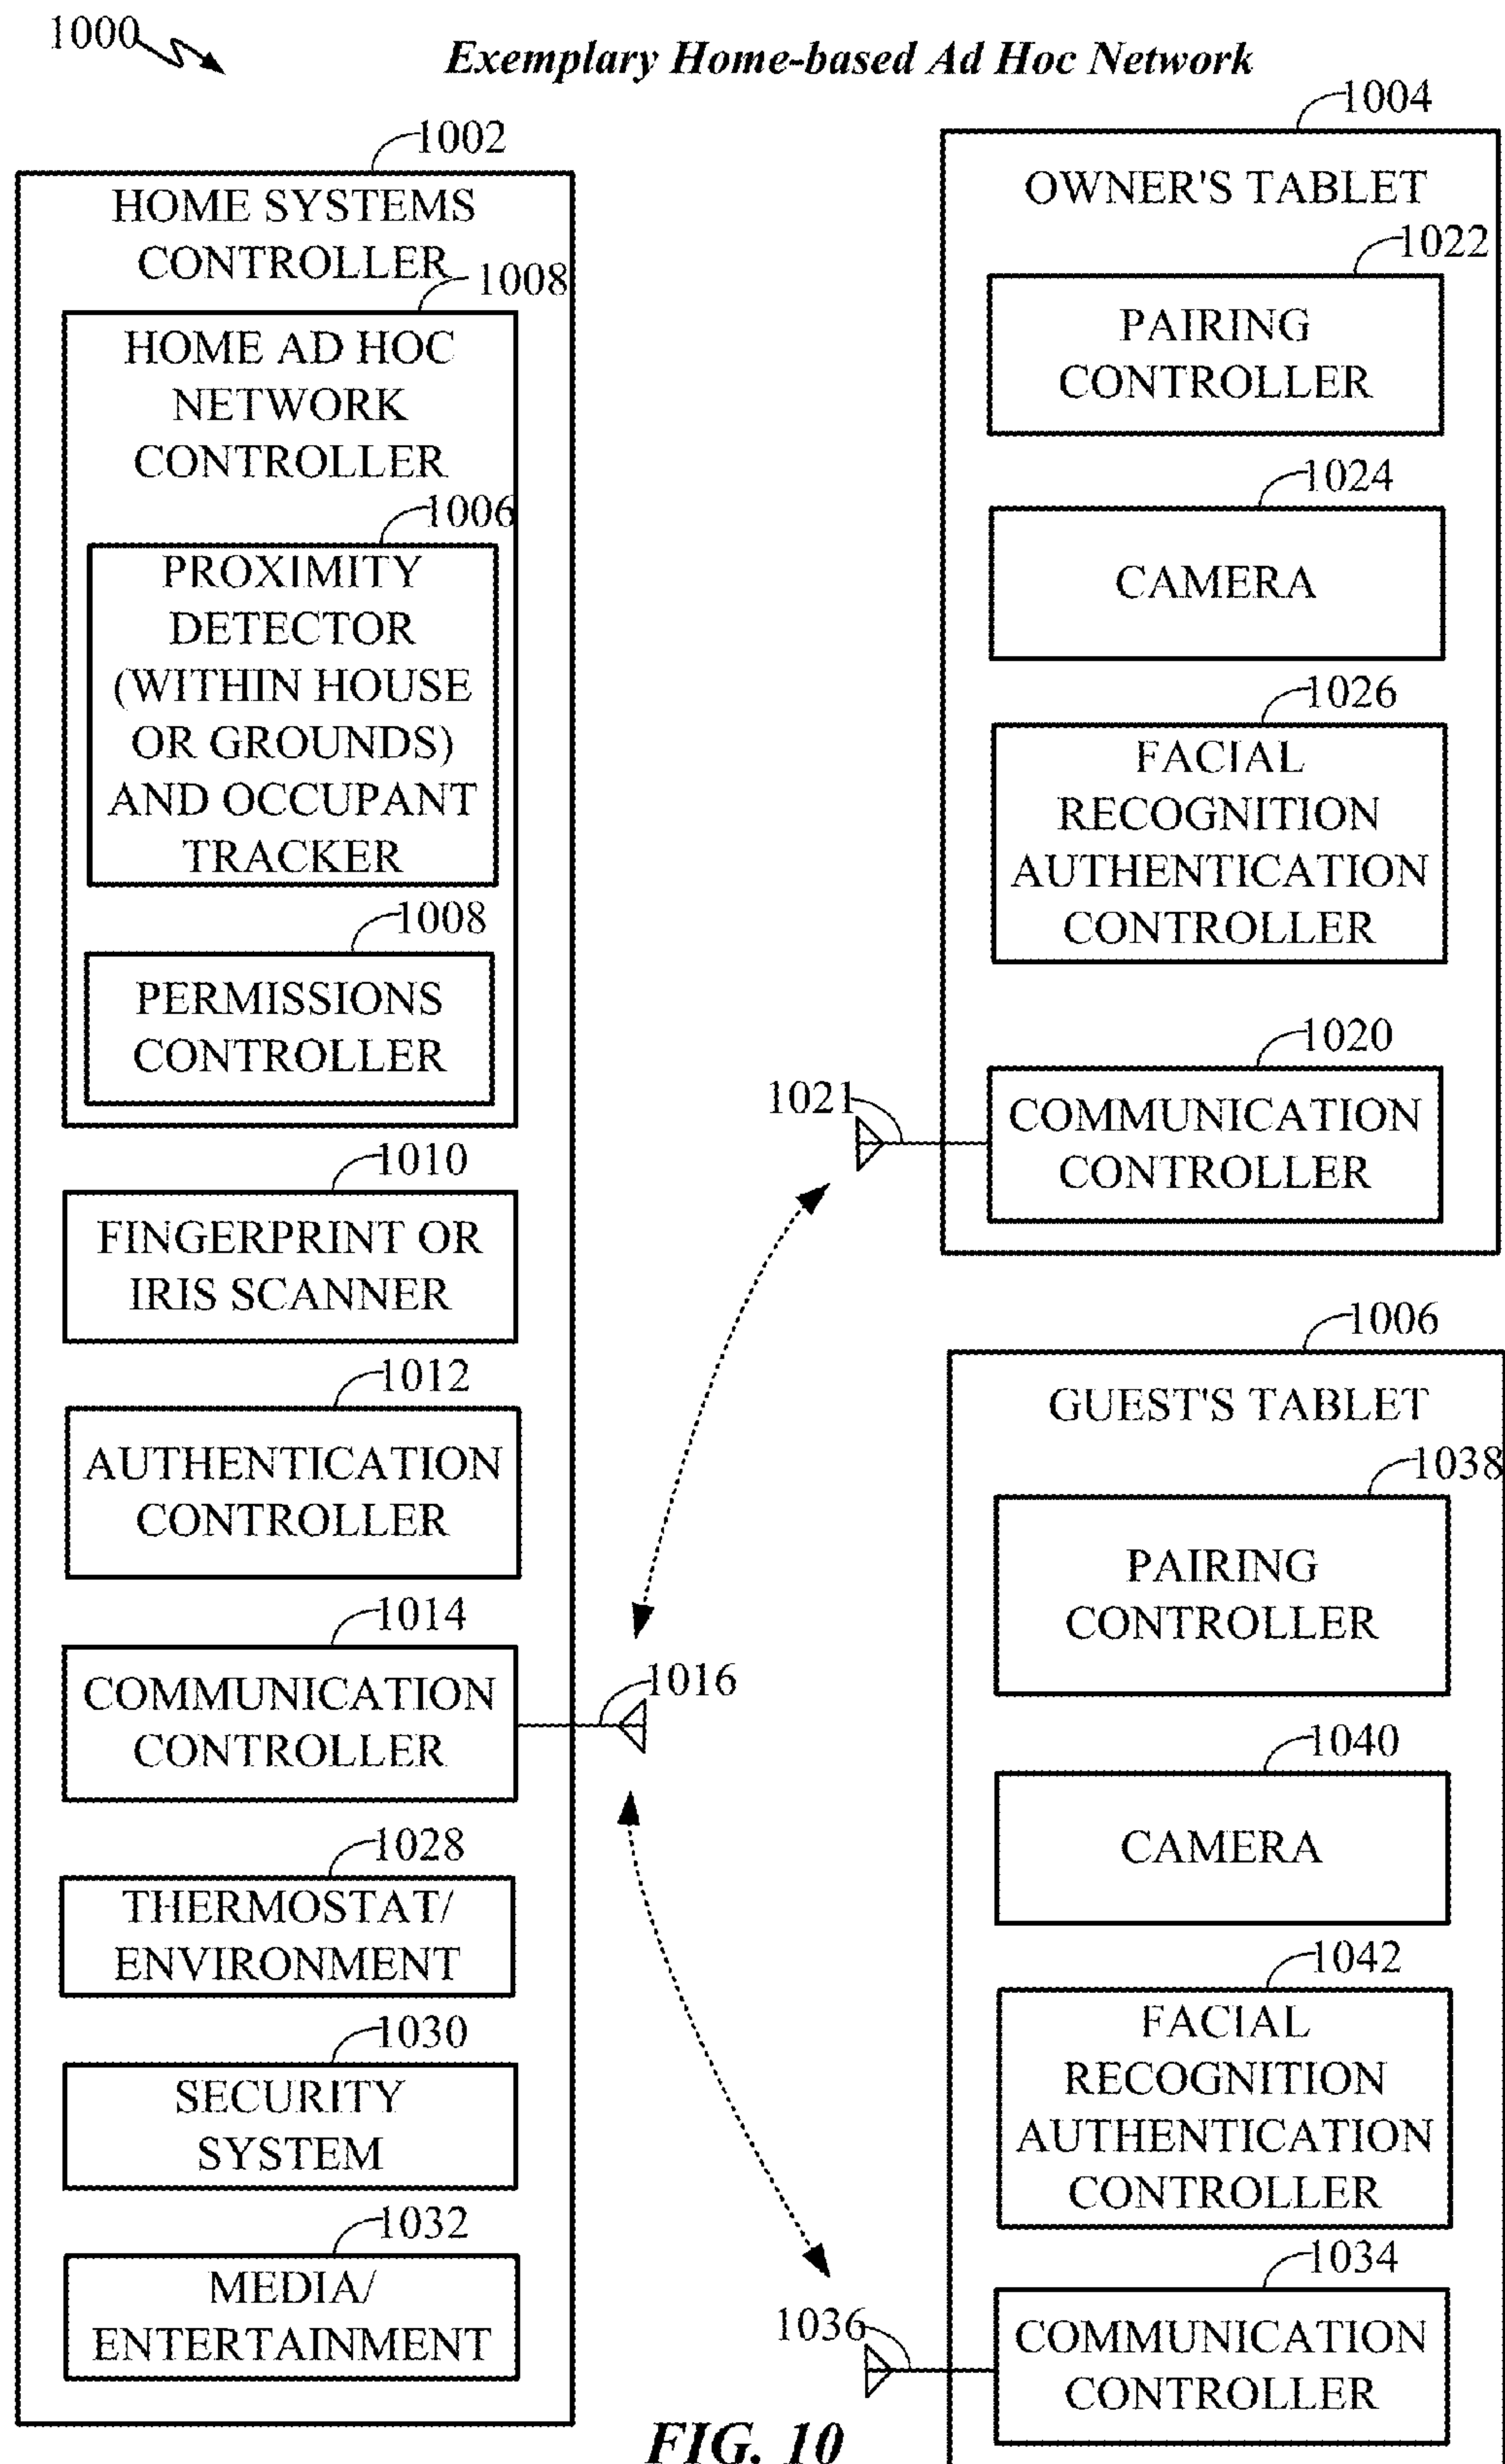 1000
Exemplary Home-based Ad Hoc Network
1002
HOME SYSTEMS
CONTROLLER
1008
HOME AD HOC
NETWORK
CONTROLLER
1006
PROXIMITY
DETECTOR
(WITHIN HOUSE
OR GROUNDS)
AND OCCUPANT
TRACKER
1008
PERMISSIONS
CONTROLLER
1010
FINGERPRINT OR
IRIS SCANNER
1012
AUTHENTICATION
CONTROLLER
1014
COMMUNICATION
CONTROLLER
1016
1028
THERMOSTAT/
ENVIRONMENT
1030
SECURITY
SYSTEM
1032
MEDIA/
ENTERTAINMENT
1004
OWNER'S TABLET
1022
PAIRING
CONTROLLER
1024
CAMERA
1026
FACIAL
RECOGNITION
AUTHENTICATION
CONTROLLER
1020
1021
COMMUNICATION
CONTROLLER
1006
GUEST'S TABLET
1038
PAIRING
CONTROLLER
1040
CAMERA
1042
FACIAL
RECOGNITION
AUTHENTICATION
CONTROLLER
1034
1036
COMMUNICATION
CONTROLLER
FIG. 10